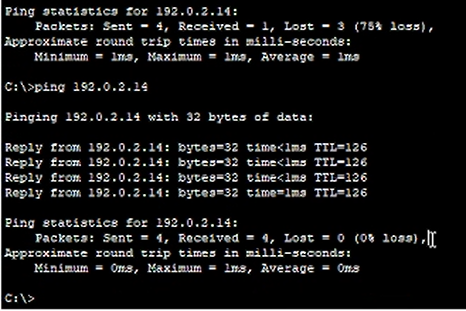 Ping statistics for 192.0.2.14:
Packets: Sent = 4, Received = 1, Lost = 3 (75% loss),
Approximate round trip times in milli-seconds:
Minimum = 1ms, Maximum = 1ms, Average = 1ms
C:\>ping 192.0.2.14
Pinging 192.0.2.14 with 32 bytes of data:
Reply from 192.0.2.14: bytes=32 time<1ms TTL=126
Reply from 192.0.2.14: bytes=32 time<1ms TTL=126
Reply from 192.0.2.14: bytes=32 time<1ms TTL=126
Reply from 192.0.2.14: bytes=32 time=1ms TTL=126
Ping statistics for 192.0.2.14:
Packets: Sent = 4, Received = 4, Lost = 0 (0% loss),
Approximate round trip times in milli-seconds:
Minimum = 0ms, Maximum = 1ms, Average = 0ms
C:\>